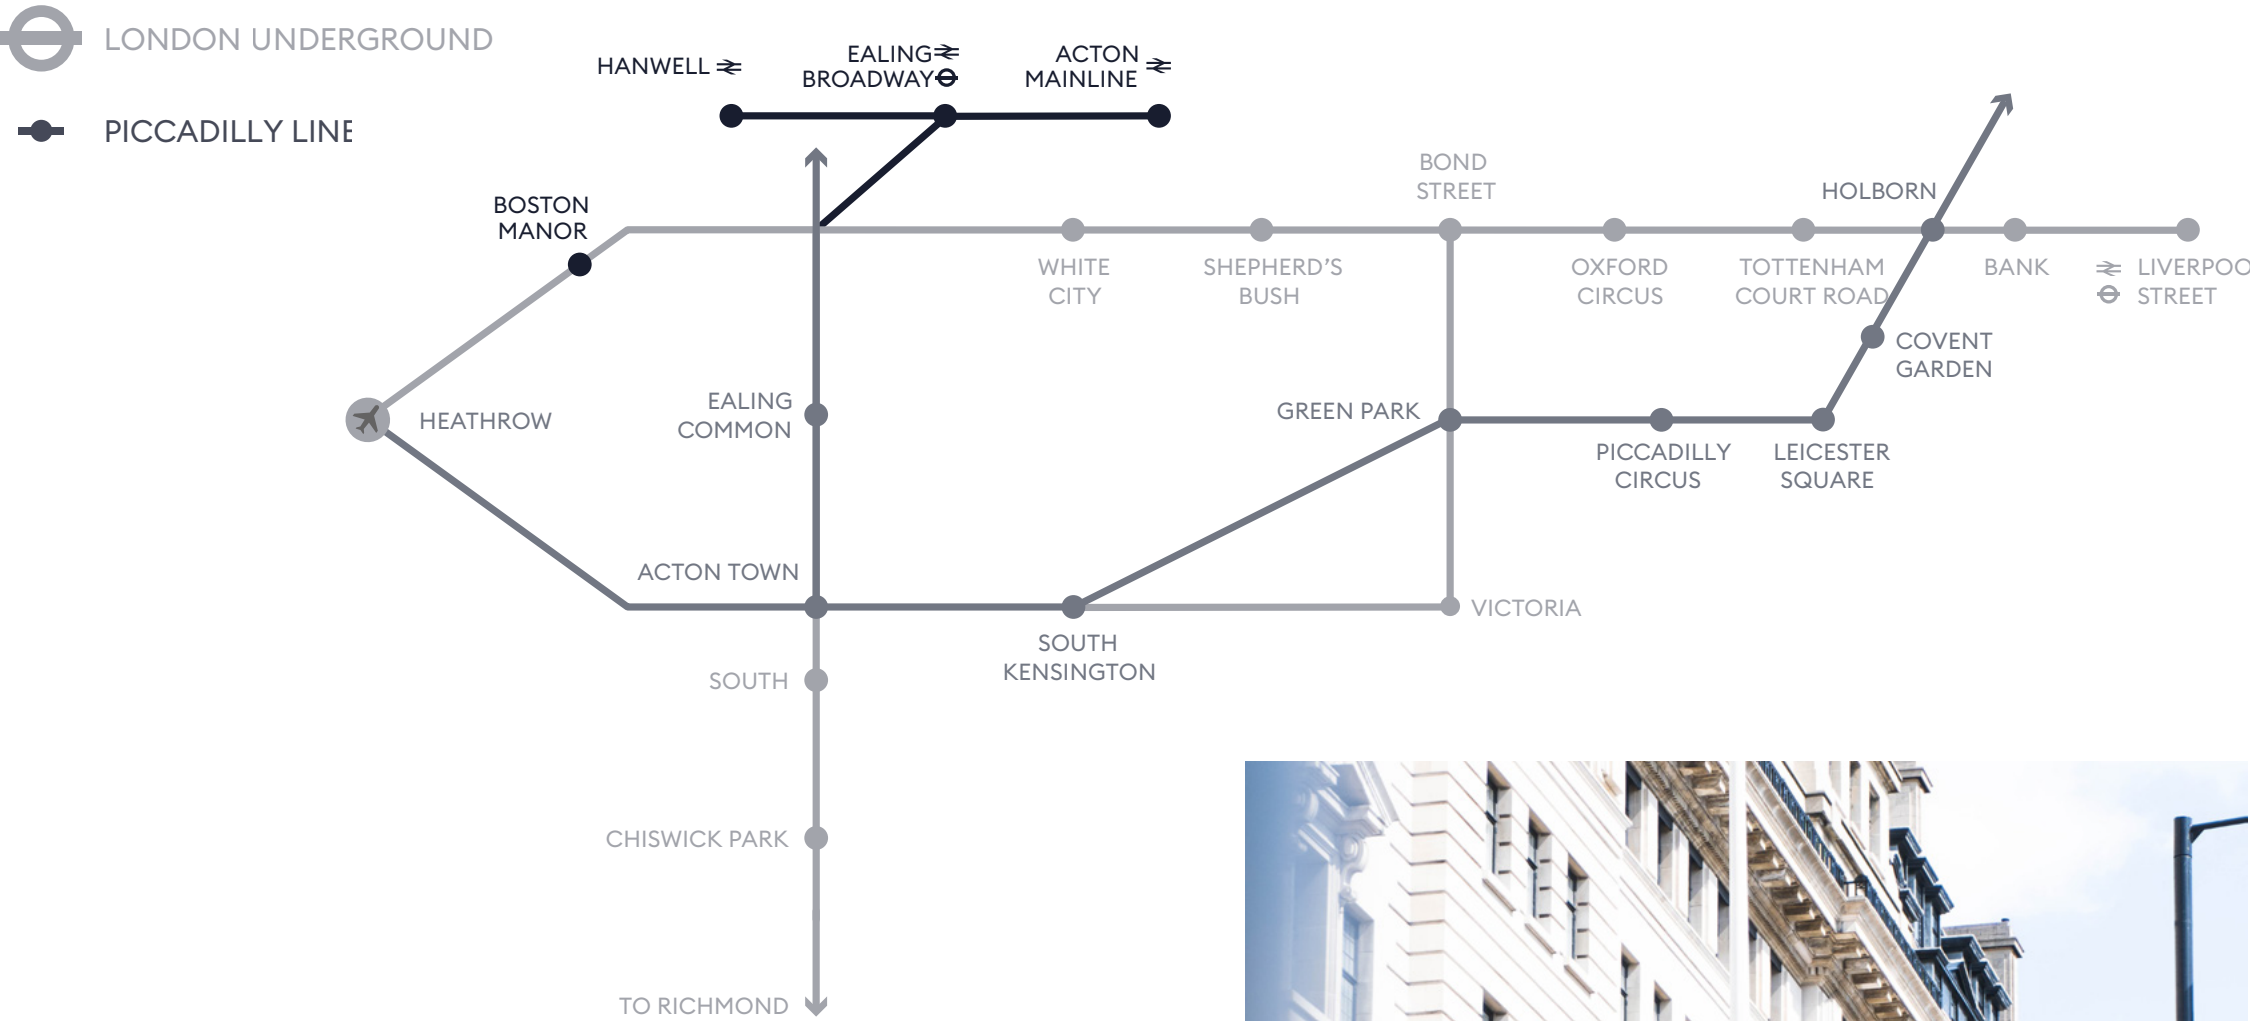 LONDON UNDERGROUND
PICCADILLY LINE
HANWELL
EALING
BROADWAY
ACTON
MAINLINE
BOSTON
MANOR
BOND
STREET
HOLBORN
WHITE
CITY
SHEPHERD'S
BUSH
OXFORD
CIRCUS
TOTTENHAM
COURT ROAD
BANK
LIVERPOO
STREET
COVENT
GARDEN
HEATHROW
EALING
COMMON
GREEN PARK
PICCADILLY
CIRCUS
LEICESTER
SQUARE
ACTON TOWN
VICTORIA
SOUTH
KENSINGTON
SOUTH
CHISWICK PARK
TO RICHMOND